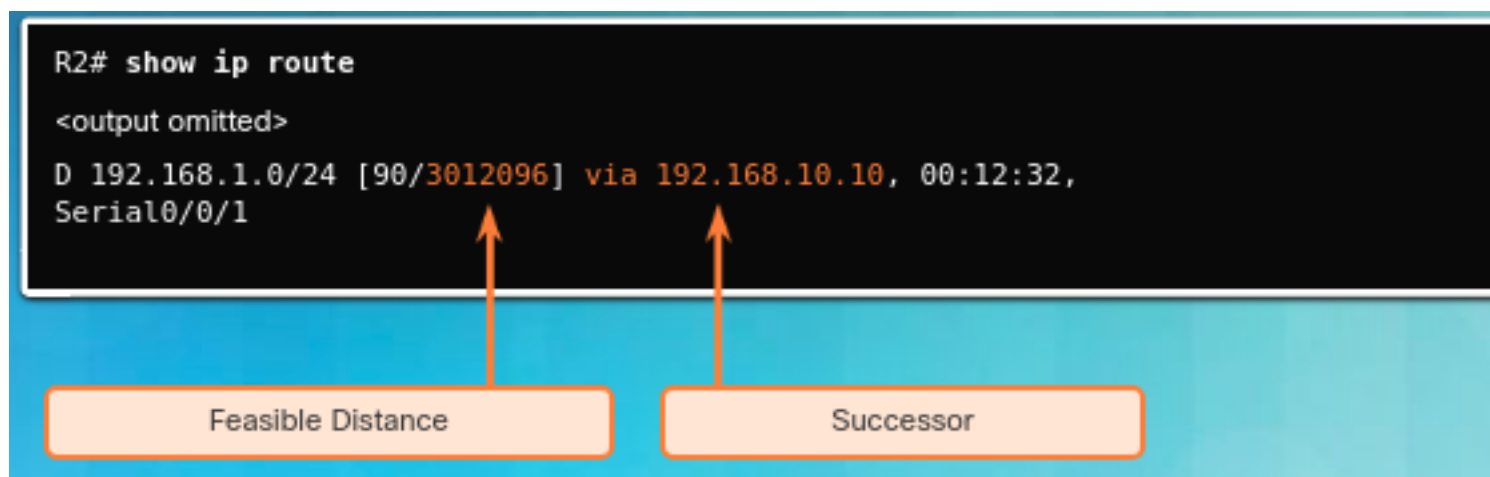 R2# show ip route
<output omitted>
D 192.168.1.0/24 [90/3012096] via 192.168.10.10, 00:12:32,
Serial0/0/1
Feasible Distance
Successor